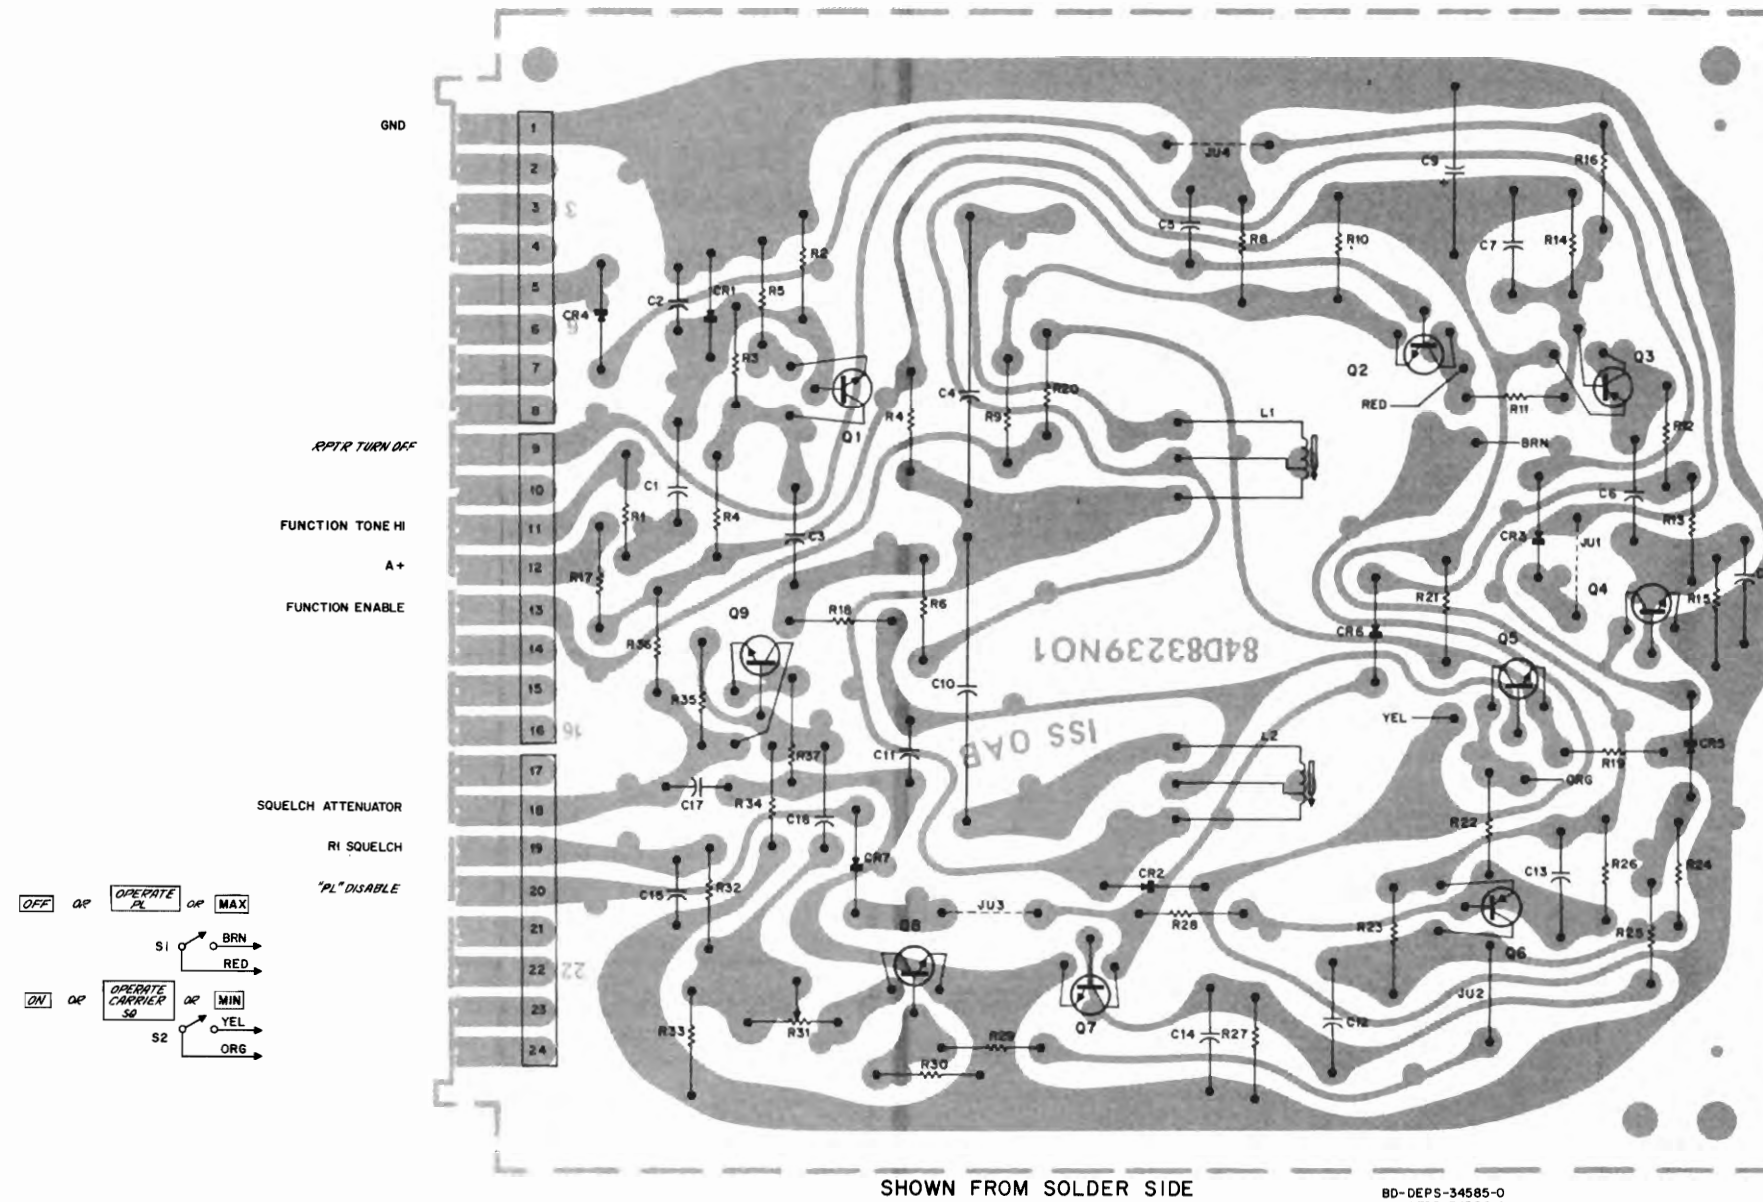 GND
RPTR TURN OFF
FUNCTION TONE HI
A+
FUNCTION ENABLE
SQUELCH ATTENUATOR
RI SQUELCH
"PL" DISABLE
OFF OR OPERATE PL OR MAX
S1 BRN
RED
ON OR OPERATE CARRIER SQ OR MIN
S2 YEL
ORG
1
2
3
4
5
6
7
8
9
10
11
12
13
14
15
16
17
18
19
20
21
22
23
24
3
6
16
22
JU4
C9
R16
C5
R8
R10
C7
R14
R2
C2
CR1
R5
CR4
R3
Q1
R4
C4
R9
R20
L1
Q2
RED
R11
Q3
R12
BRN
C1
R1
R4
C3
R17
CR3
JU1
C6
R13
R15
Q4
R36
Q9
R18
R6
R21
CR6
Q5
84D83239N01
R35
C10
YEL
ISS 0AB
L2
C11
R37
CR5
R19
ORG
C17
R34
C16
CR7
R22
C15
R32
CR2
C13
R26
R24
JU3
R28
R23
Q6
R25
Q8
Q7
JU2
R33
R31
R29
R30
C14
R27
C12
SHOWN FROM SOLDER SIDE
BD-DEPS-34585-0